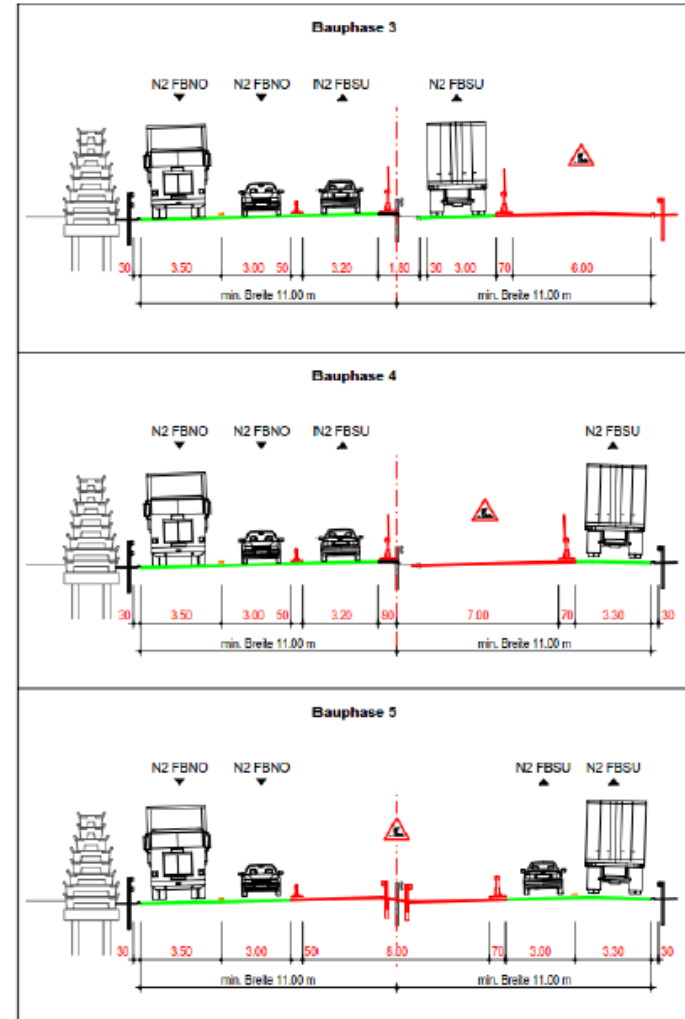 Bauphase 3
N2 FBNO N2 FBNO N2 FBSU N2 FBSU
30 3.50 3.00 50 3.20 1.80 30 3.00 70 6.00
min. Breite 11.00 m min. Breite 11.00 m
Bauphase 4
N2 FBNO N2 FBNO N2 FBSU N2 FBSU
30 3.50 3.00 50 3.20 90 7.00 70 3.30 30
min. Breite 11.00 m min. Breite 11.00 m
Bauphase 5
N2 FBNO N2 FBNO N2 FBSU N2 FBSU
30 3.50 3.00 50 8.00 70 3.00 3.30 30
min. Breite 11.00 m min. Breite 11.00 m